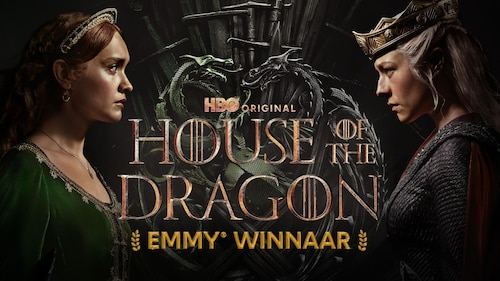 HBO ORIGINAL
HOUSE OF THE
DRAGON
EMMY® WINNAAR